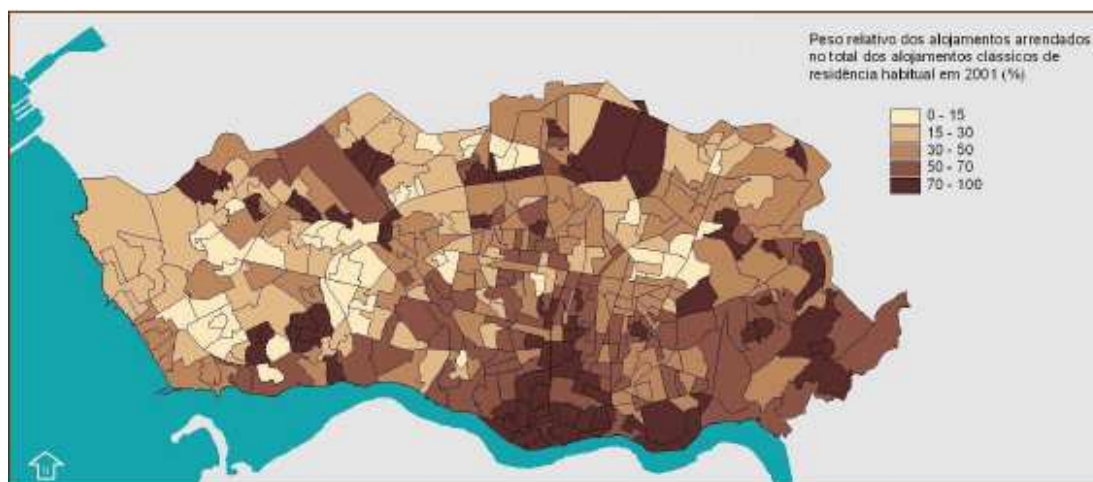 Peso relativo dos alojamentos arrendados
no total dos alojamentos clássicos de
residência habitual em 2001 (%)
0 - 15
15 - 30
30 - 50
50 - 70
70 - 100
N